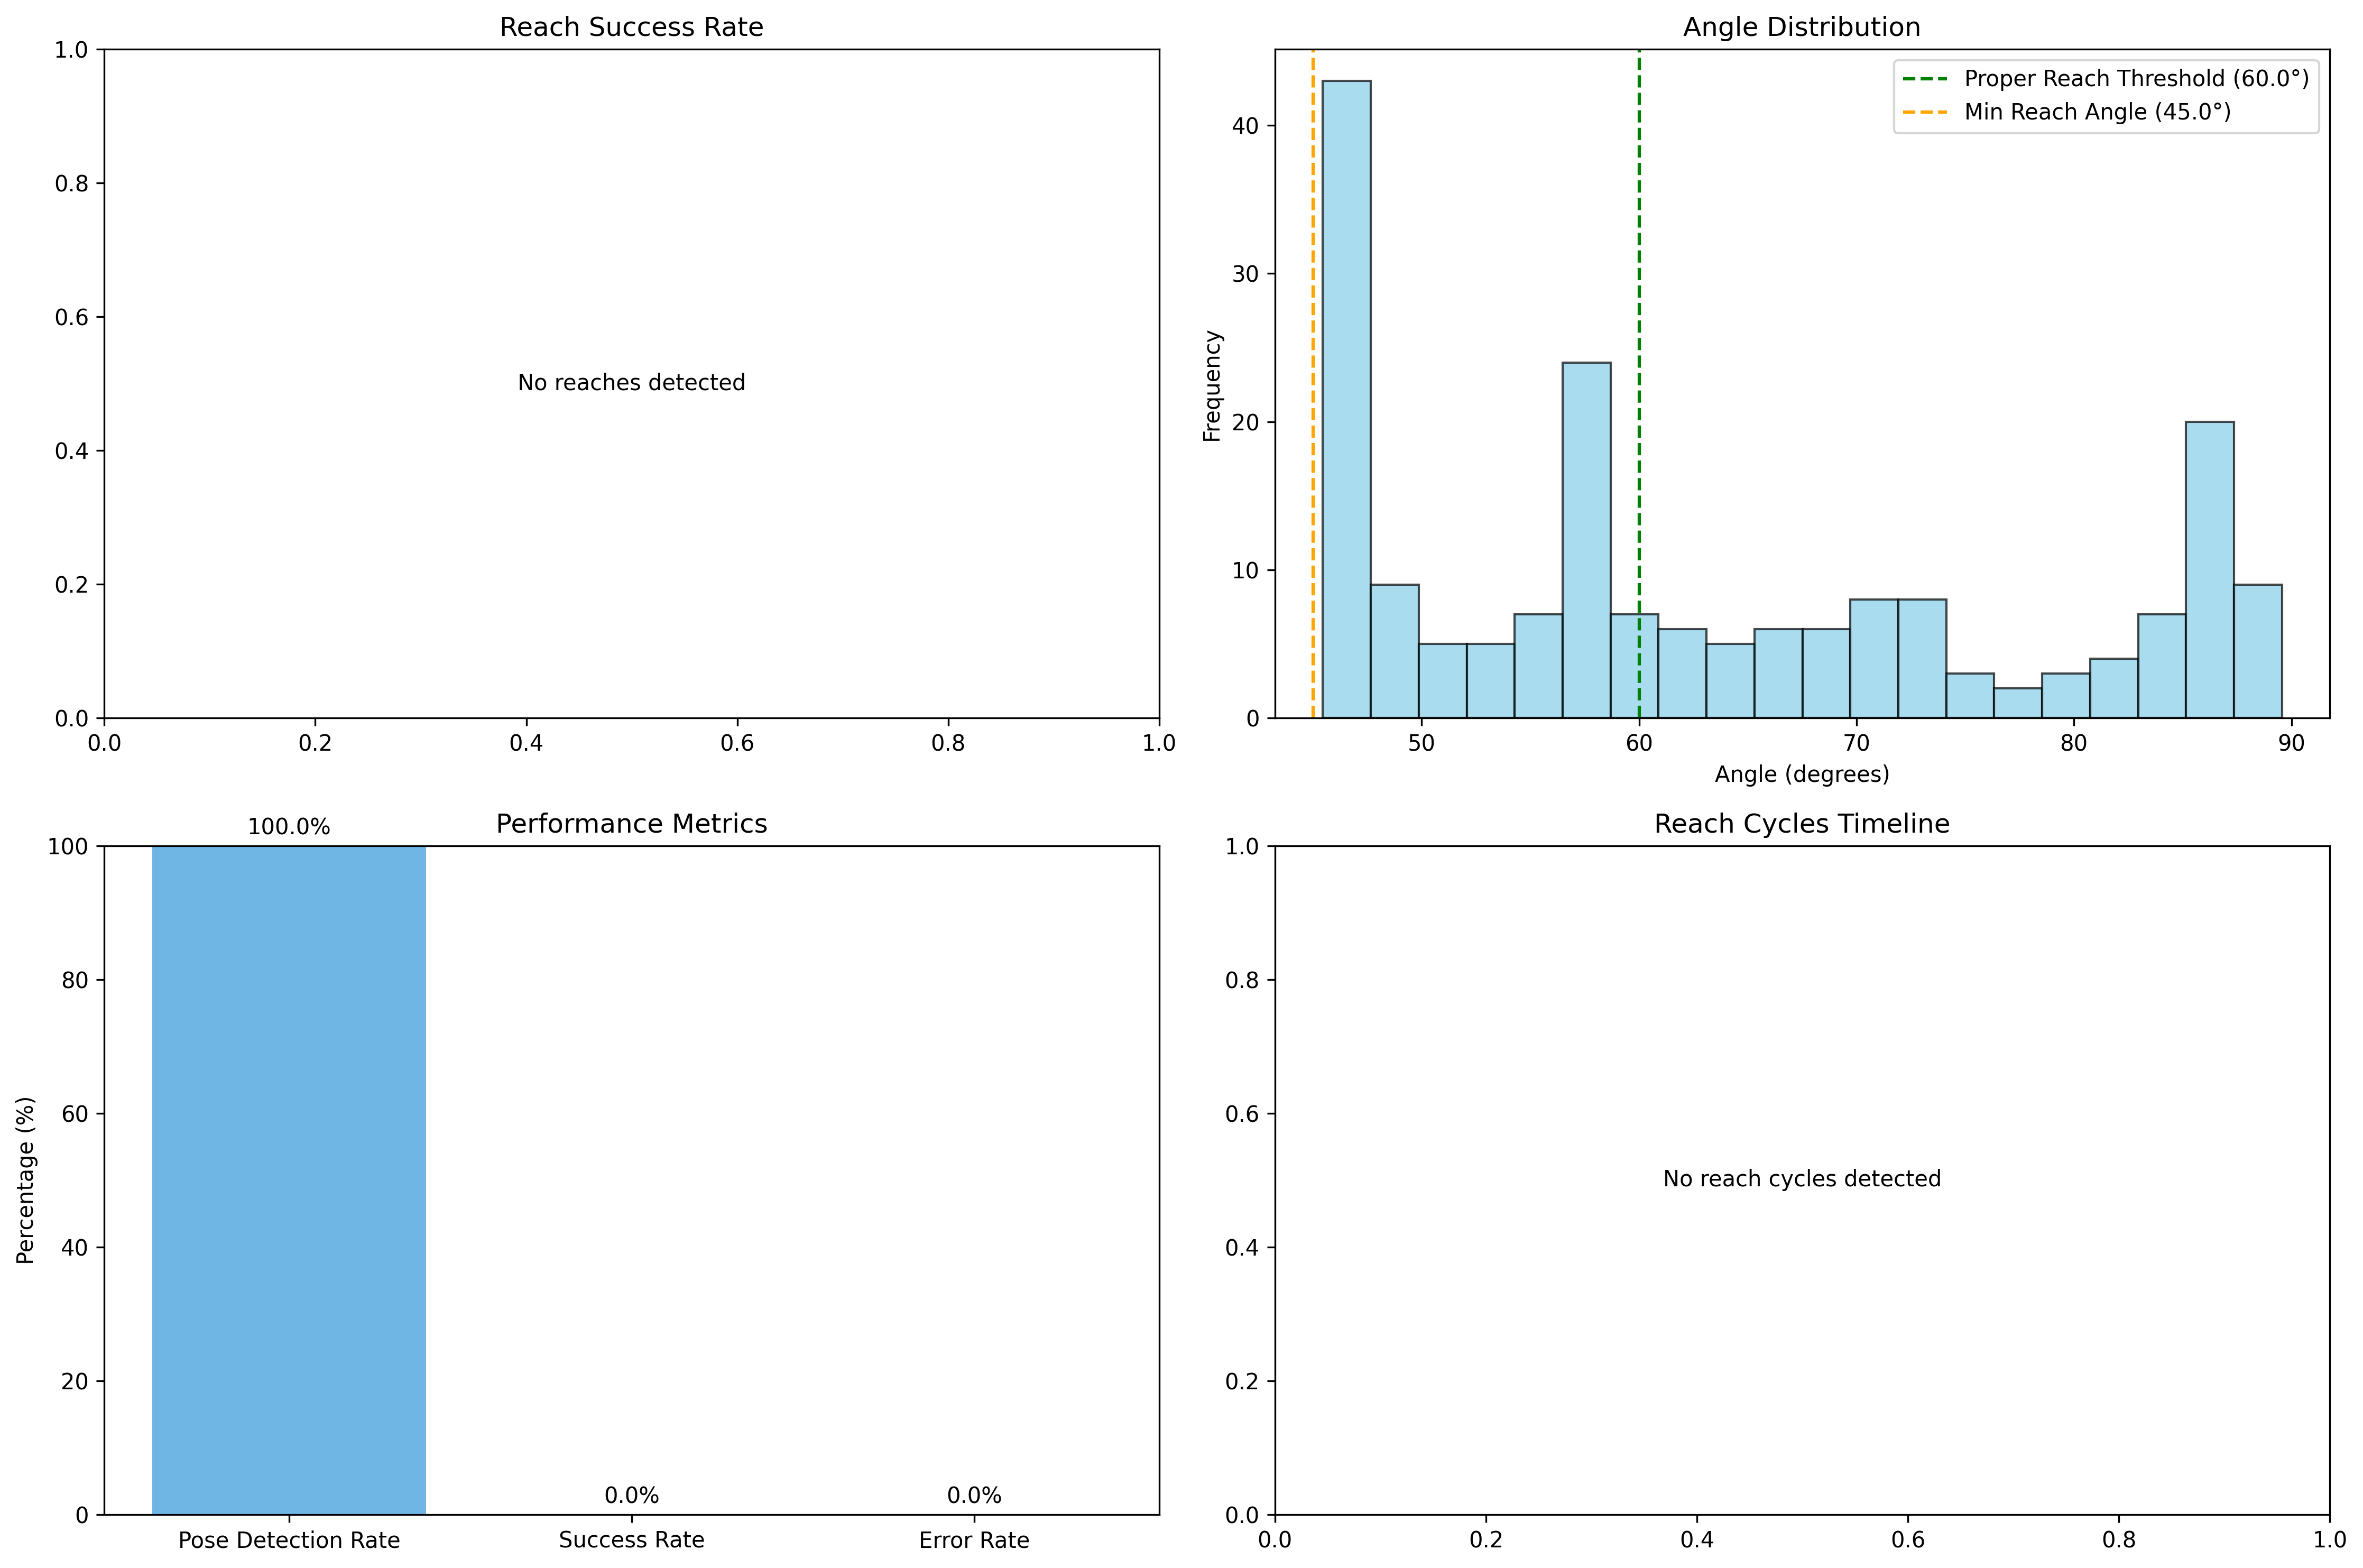 Reach Success Rate
1.0
0.8
0.6
0.4
0.2
0.0
No reaches detected
0.0 0.2 0.4 0.6 0.8 1.0
Angle Distribution
Proper Reach Threshold (60.0°)
Min Reach Angle (45.0°)
Frequency
40
30
20
10
0
50 60 70 80 90
Angle (degrees)
Performance Metrics
100.0%
Percentage (%)
100
80
60
40
20
0
0.0%
0.0%
Pose Detection Rate Success Rate Error Rate
Reach Cycles Timeline
1.0
0.8
0.6
0.4
0.2
0.0
No reach cycles detected
0.0 0.2 0.4 0.6 0.8 1.0